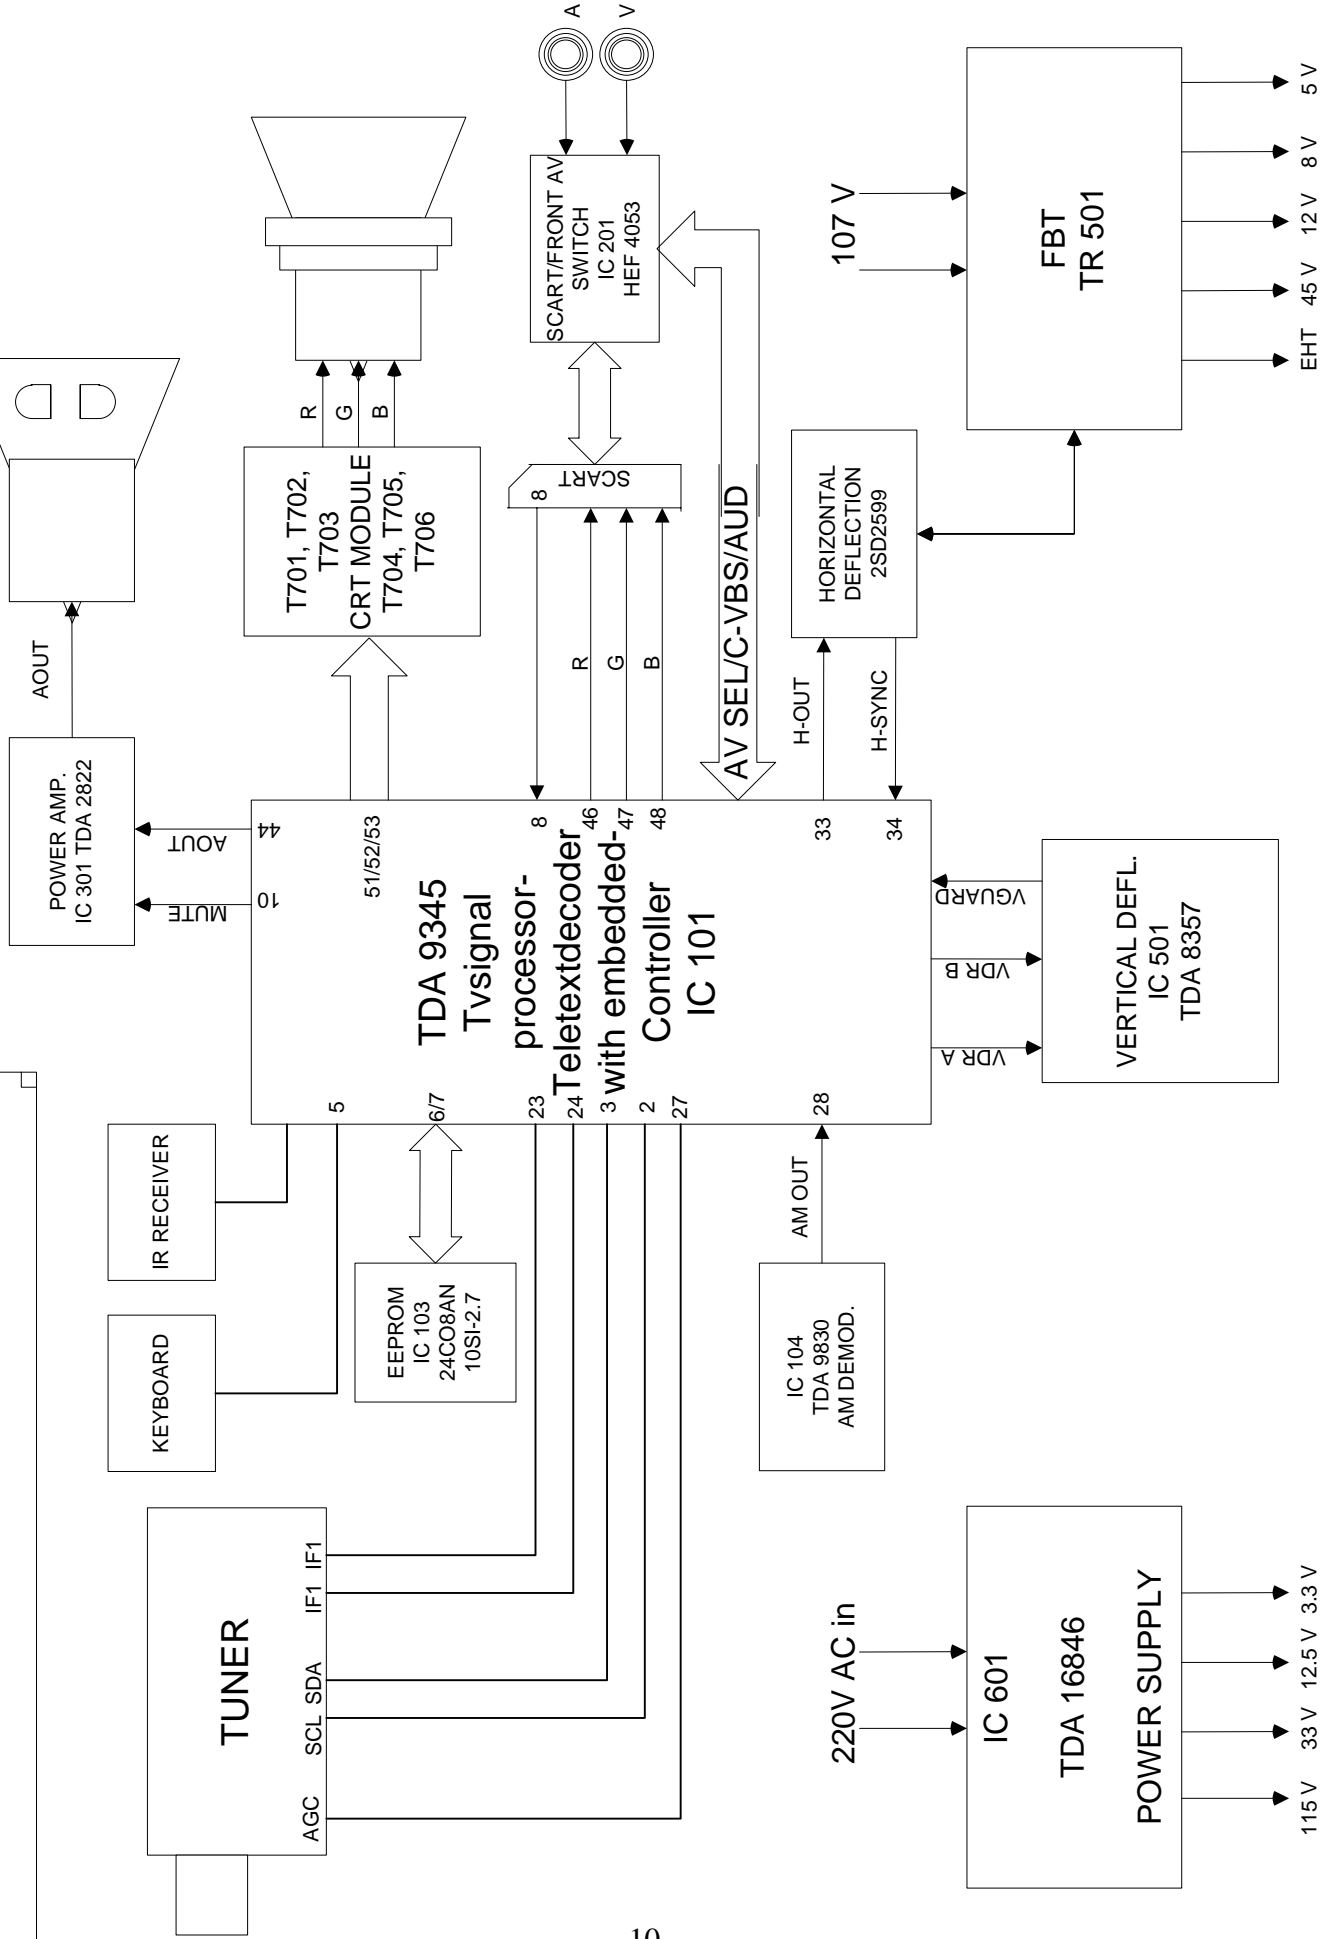 TUNER
AGC
SCL
SDA
IF1
IF1
KEYBOARD
IR RECEIVER
EEPROM
IC 103
24CO8AN
10SI-2.7
IC 104
TDA 9830
AM DEMOD.
AM OUT
220V AC in
IC 601
TDA 16846
POWER SUPPLY
115 V
33 V
12.5 V
3.3 V
5
6/7
23
24
3
2
27
28
TDA 9345
Tvsignal
processor-
Teletextdecoder
with embedded-
Controller
IC 101
10
44
51/52/53
8
46
47
48
33
34
MUTE
AOUT
POWER AMP.
IC 301 TDA 2822
AOUT
T701, T702,
T703
CRT MODULE
T704, T705,
T706
R
G
B
R
G
B
8
SCART
SCART/FRONT AV
SWITCH
IC 201
HEF 4053
A
V
AV SEL/C-VBS/AUD
H-OUT
H-SYNC
HORIZONTAL
DEFLECTION
2SD2599
VDR A
VDR B
VGUARD
VERTICAL DEFL.
IC 501
TDA 8357
107 V
FBT
TR 501
EHT
45 V
12 V
8 V
5 V
10